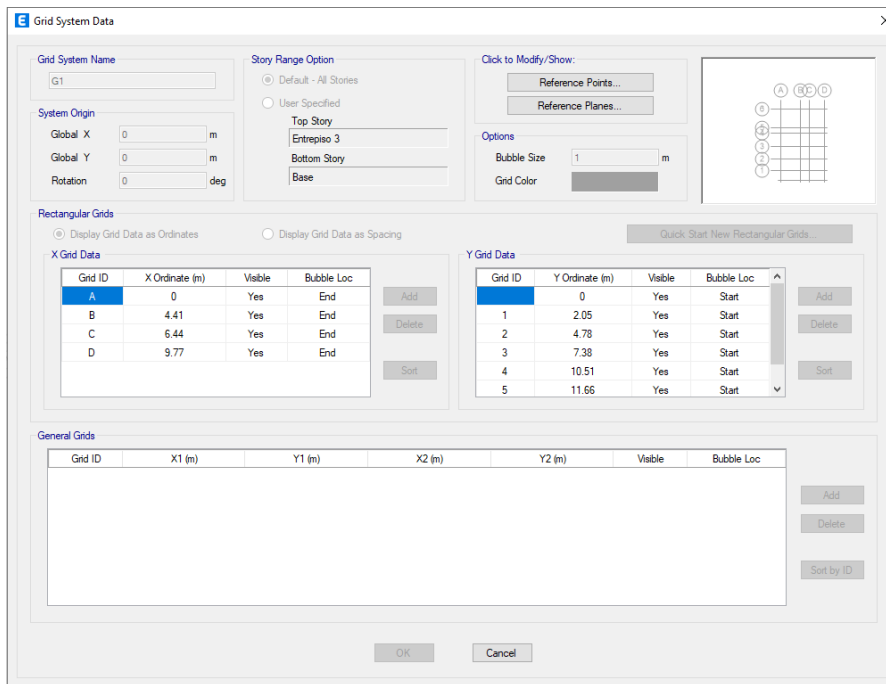 E Grid System Data
Grid System Name
G1
System Origin
Global X 0 m
Global Y 0 m
Rotation 0 deg
Story Range Option
Default - All Stories
User Specified
Top Story
Entrepiso 3
Bottom Story
Base
Click to Modify/Show:
Reference Points...
Reference Planes...
Options
Bubble Size 1 m
Grid Color
A B C D
6
3
2
1
Rectangular Grids
Display Grid Data as Ordinates Display Grid Data as Spacing Quick Start New Rectangular Grids...
X Grid Data
Grid ID X Ordinate (m) Visible Bubble Loc
A 0 Yes End
B 4.41 Yes End
C 6.44 Yes End
D 9.77 Yes End
Add
Delete
Sort
Y Grid Data
Grid ID Y Ordinate (m) Visible Bubble Loc
0 Yes Start
1 2.05 Yes Start
2 4.78 Yes Start
3 7.38 Yes Start
4 10.51 Yes Start
5 11.66 Yes Start
Add
Delete
Sort
General Grids
Grid ID X1 (m) Y1 (m) X2 (m) Y2 (m) Visible Bubble Loc
Add
Delete
Sort by ID
OK Cancel